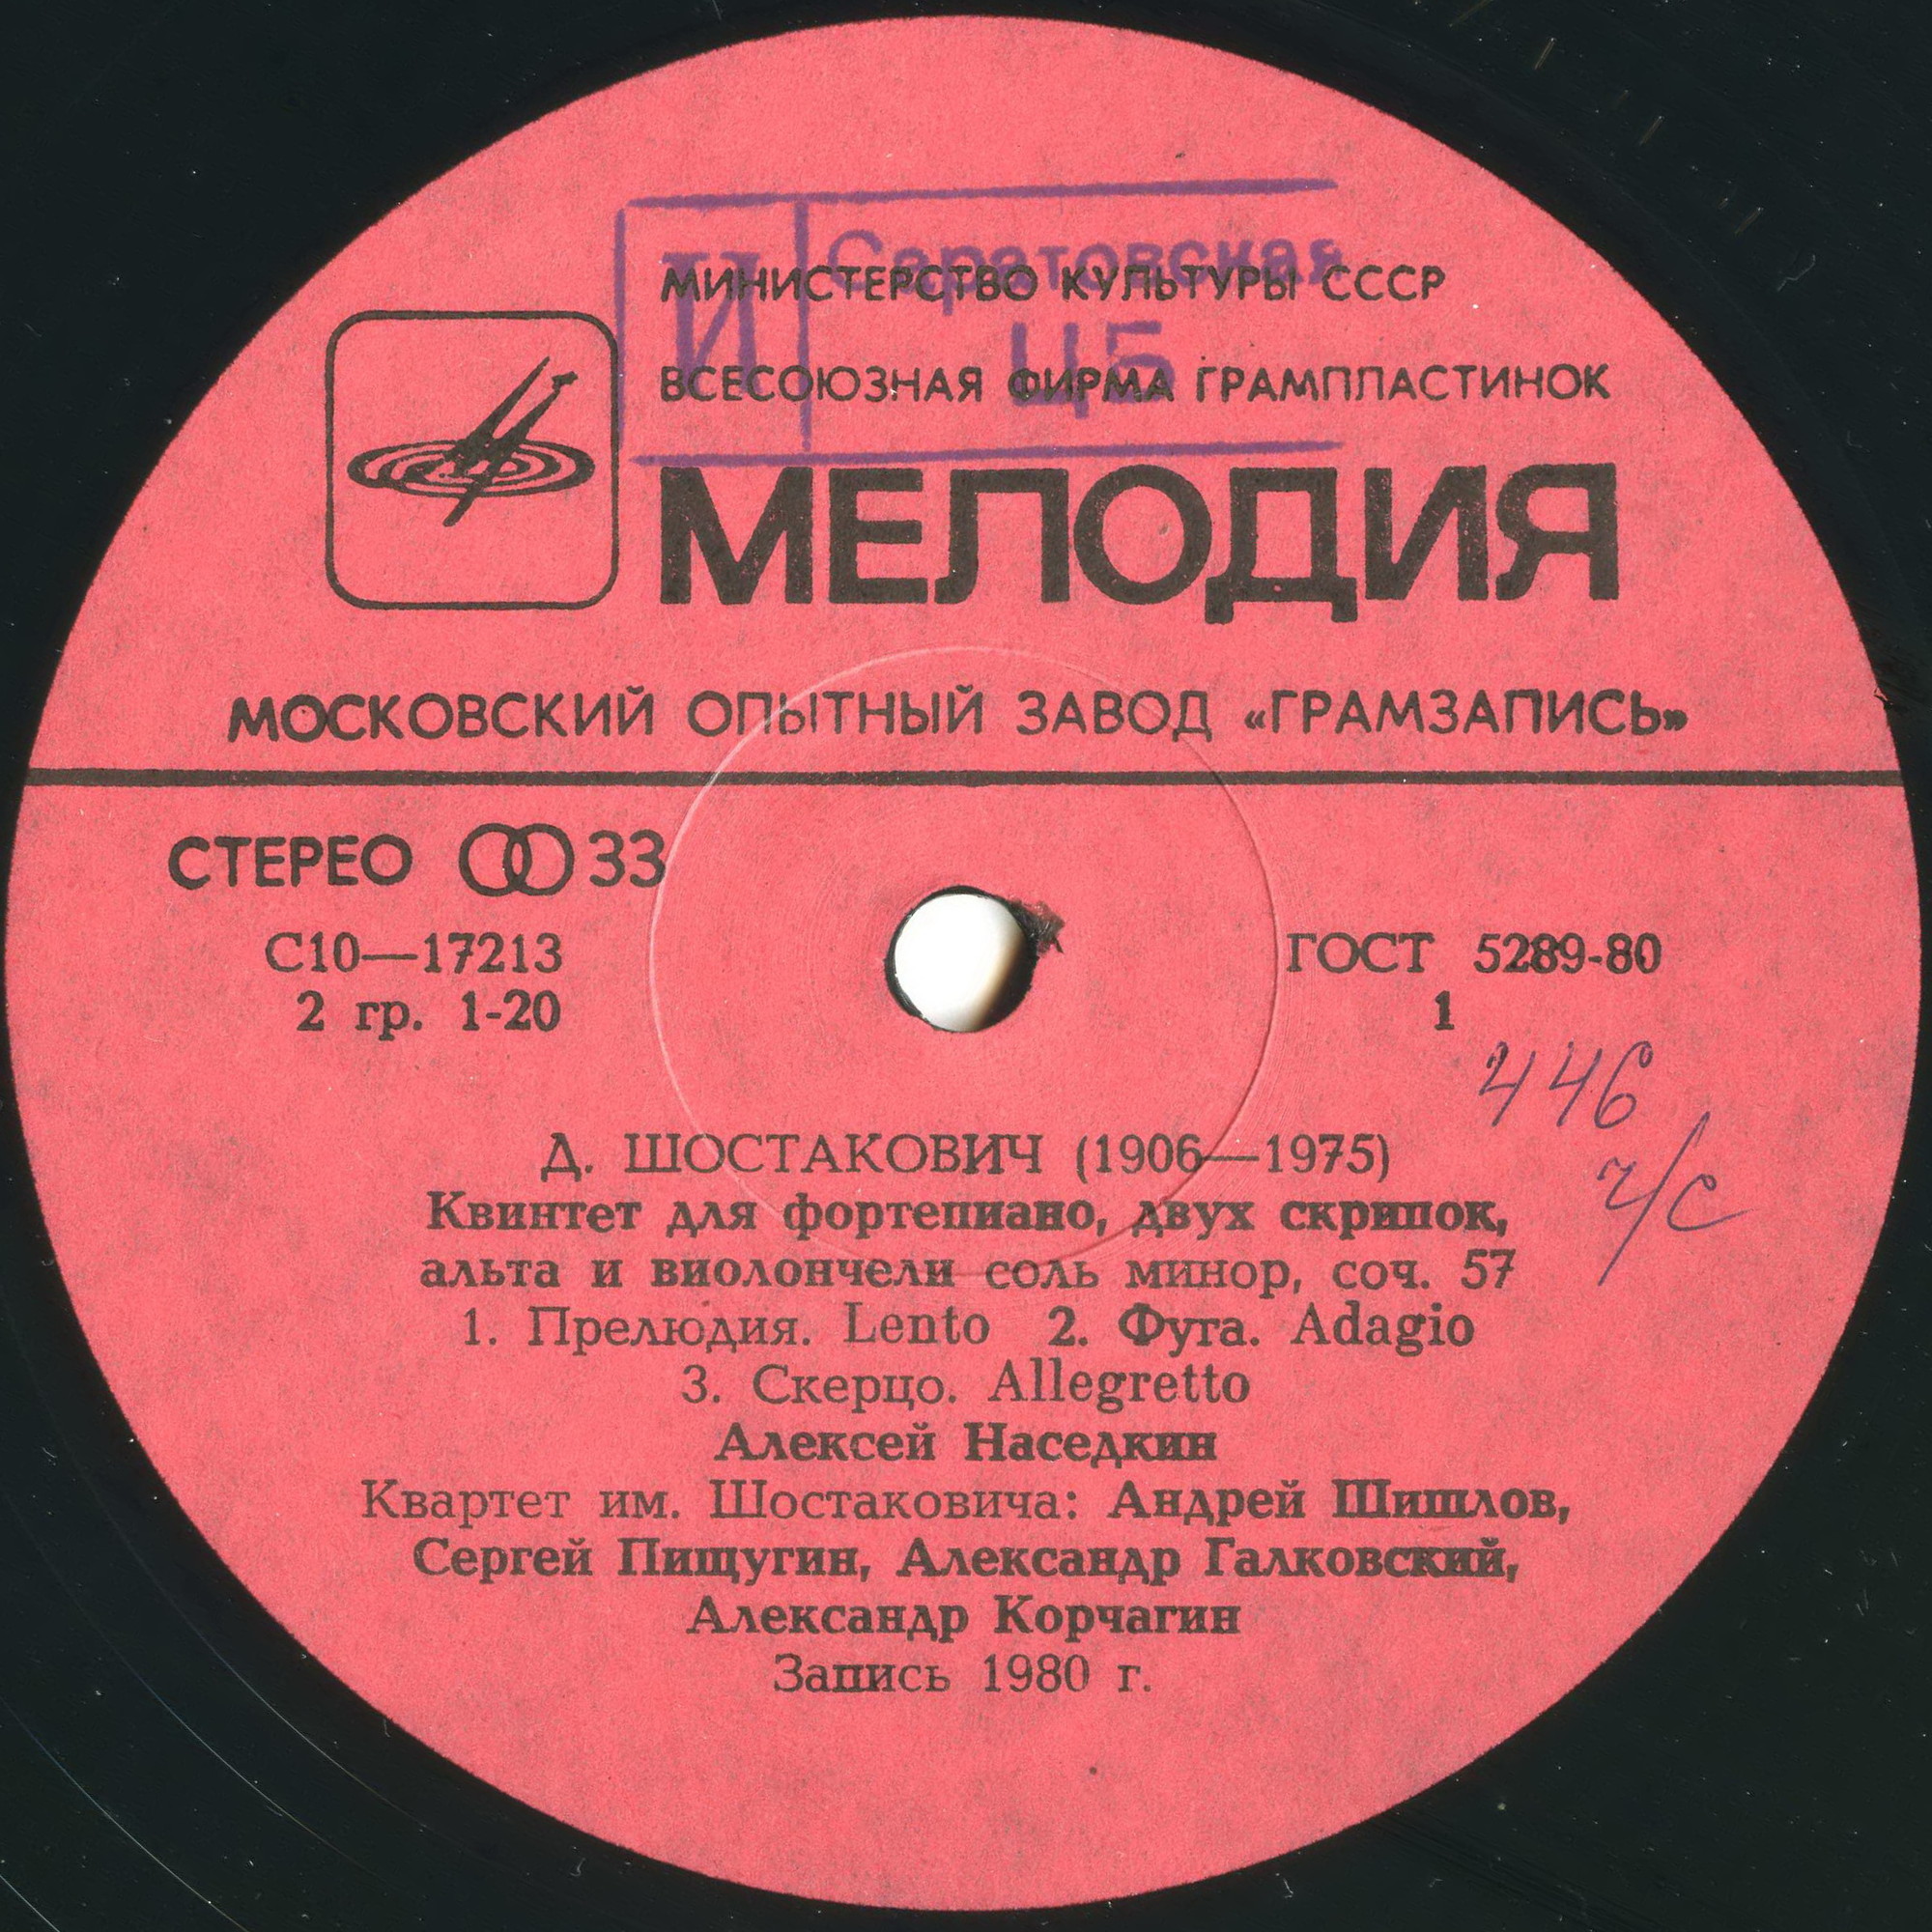 И Саратовская
ЦБ
МИНИСТЕРСТВО КУЛЬТУРЫ СССР
ВСЕСОЮЗНАЯ ФИРМА ГРАМПЛАСТИНОК
МЕЛОДИЯ
МОСКОВСКИЙ ОПЫТНЫЙ ЗАВОД «ГРАМЗАПИСЬ»
СТЕРЕО 33
С10—17213
2 гр. 1-20
ГОСТ 5289-80
1
446
ч/с
Д. ШОСТАКОВИЧ (1906—1975)
Квинтет для фортепиано, двух скрипок,
альта и виолончели соль минор, соч. 57
1. Прелюдия. Lento 2. Фуга. Adagio
3. Скерцо. Allegretto
Алексей Наседкин
Квартет им. Шостаковича: Андрей Шишлов,
Сергей Пищугин, Александр Галковский,
Александр Корчагин
Запись 1980 г.